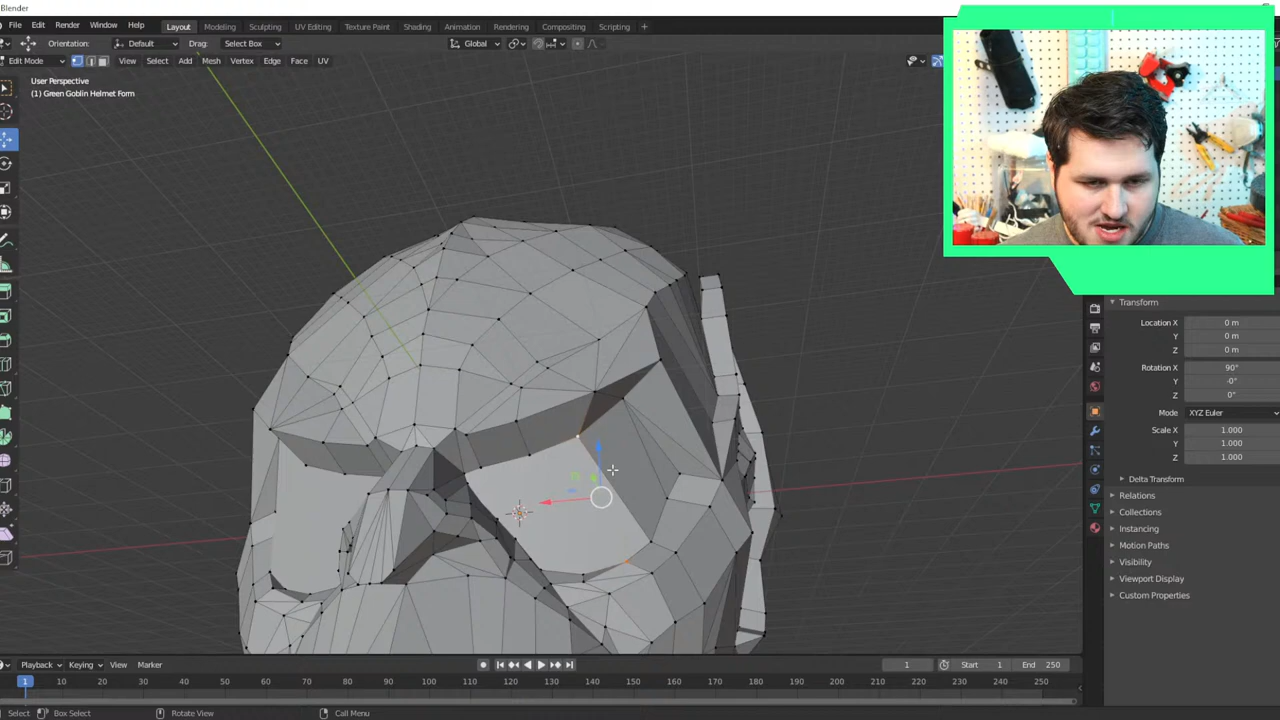 Blender
File Edit Render Window Help Layout Modeling Sculpting UV Editing Texture Paint Shading Animation Rendering Compositing Scripting +
Orientation: Default Drag: Select Box Global
Edit Mode View Select Add Mesh Vertex Edge Face UV
User Perspective
(1) Green Goblin Helmet Form
Transform
Location X 0 m
Y 0 m
Z 0 m
Rotation X 90°
Y -0°
Z 0°
Mode XYZ Euler
Scale X 1.000
Y 1.000
Z 1.000
Delta Transform
Relations
Collections
Instancing
Motion Paths
Visibility
Viewport Display
Custom Properties
Playback Keying View Marker 1 Start 1 End 250
1 10 20 30 40 50 60 70 80 90 100 110 120 130 140 150 160 170 180 190 200 210 220 230 240 250
Select Box Select Rotate View Call Menu